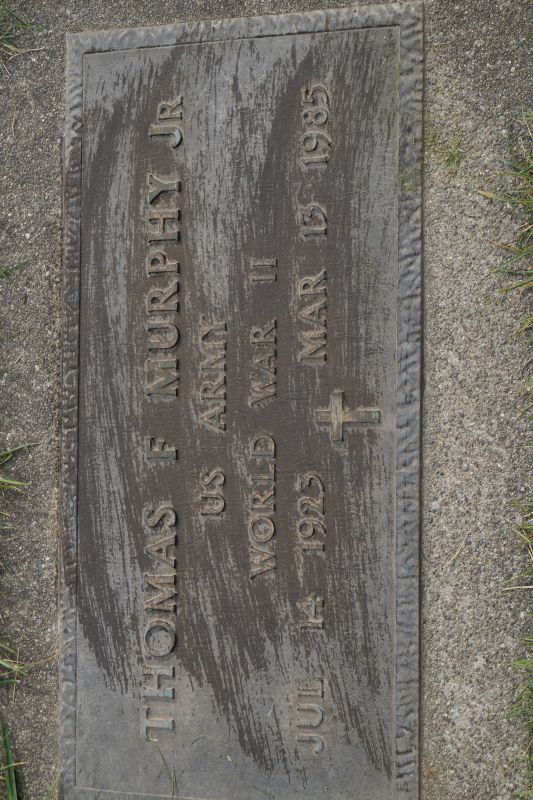 THOMAS F MURPHY JR
US ARMY
WORLD WAR II
JUL 14 1923 MAR 13 1985